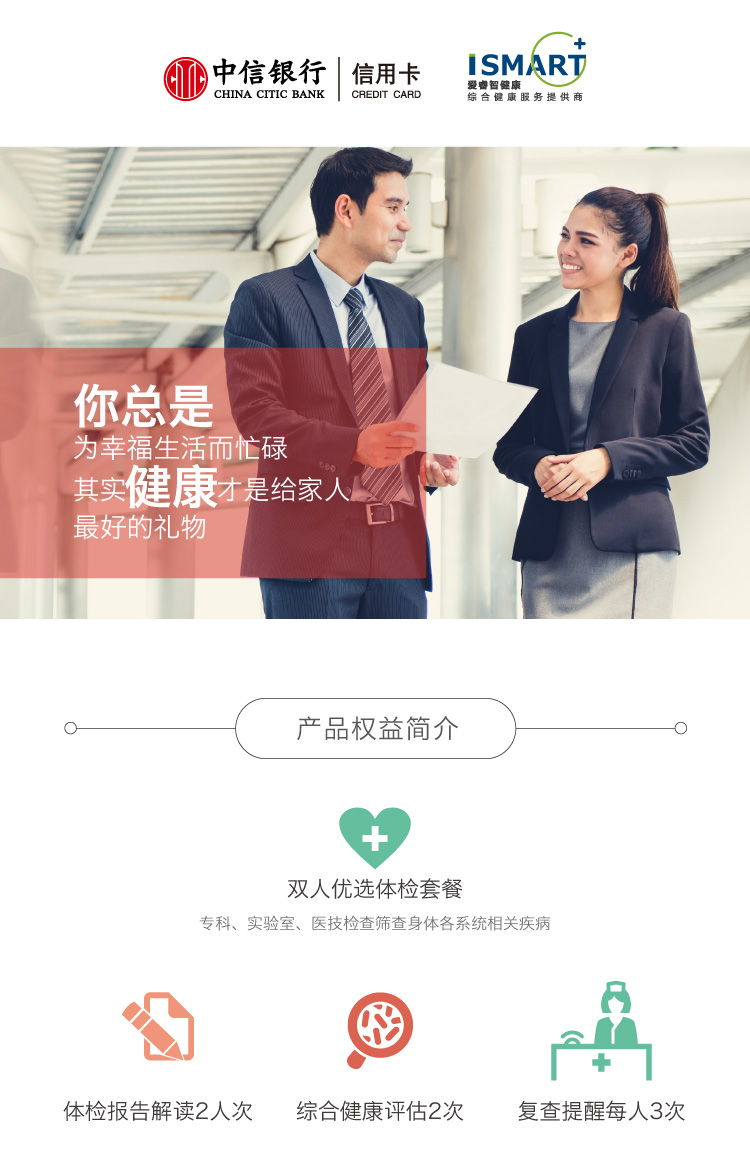 中信银行
CHINA CITIC BANK
信用卡
CREDIT CARD
ISMART
爱睿智健康
综合健康服务提供商
你总是
为幸福生活而忙碌
其实健康才是给家人
最好的礼物
产品权益简介
双人优选体检套餐
专科、实验室、医技检查筛查身体各系统相关疾病
体检报告解读2人次
综合健康评估2次
复查提醒每人3次